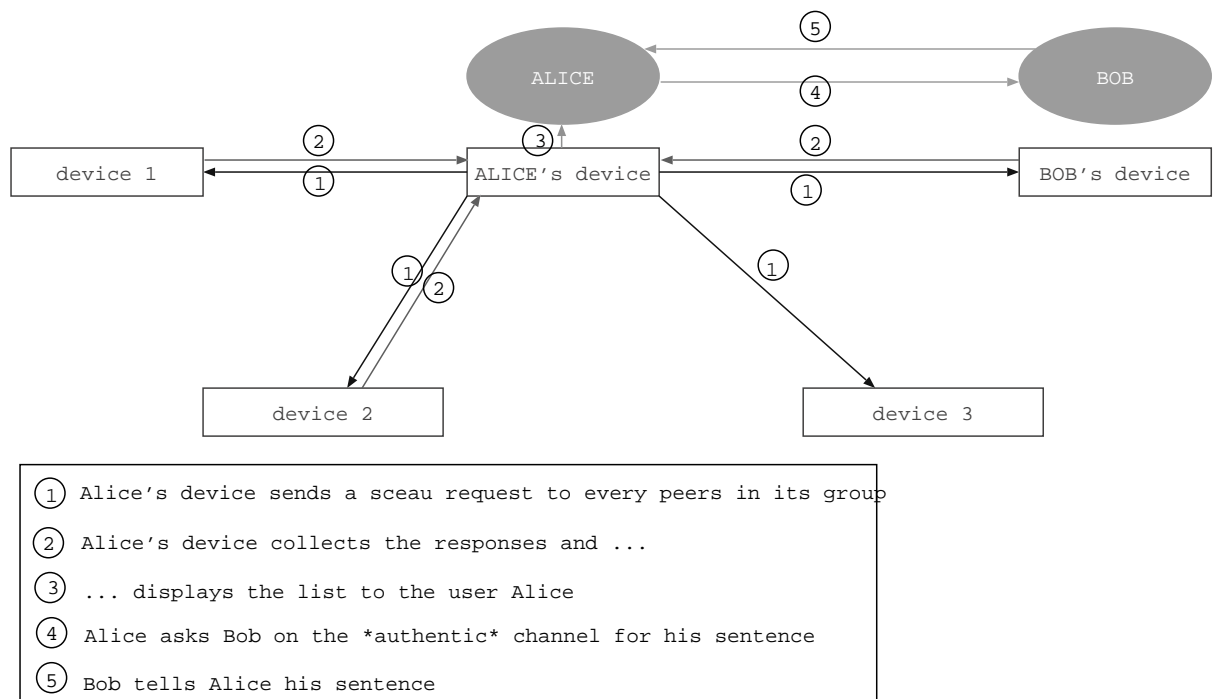 5
ALICE
4
BOB
2
3
2
device 1
1
ALICE's device
1
BOB's device
1
2
1
device 2
device 3
1 Alice's device sends a sceau request to every peers in its group
2 Alice's device collects the responses and ...
3 ... displays the list to the user Alice
4 Alice asks Bob on the *authentic* channel for his sentence
5 Bob tells Alice his sentence